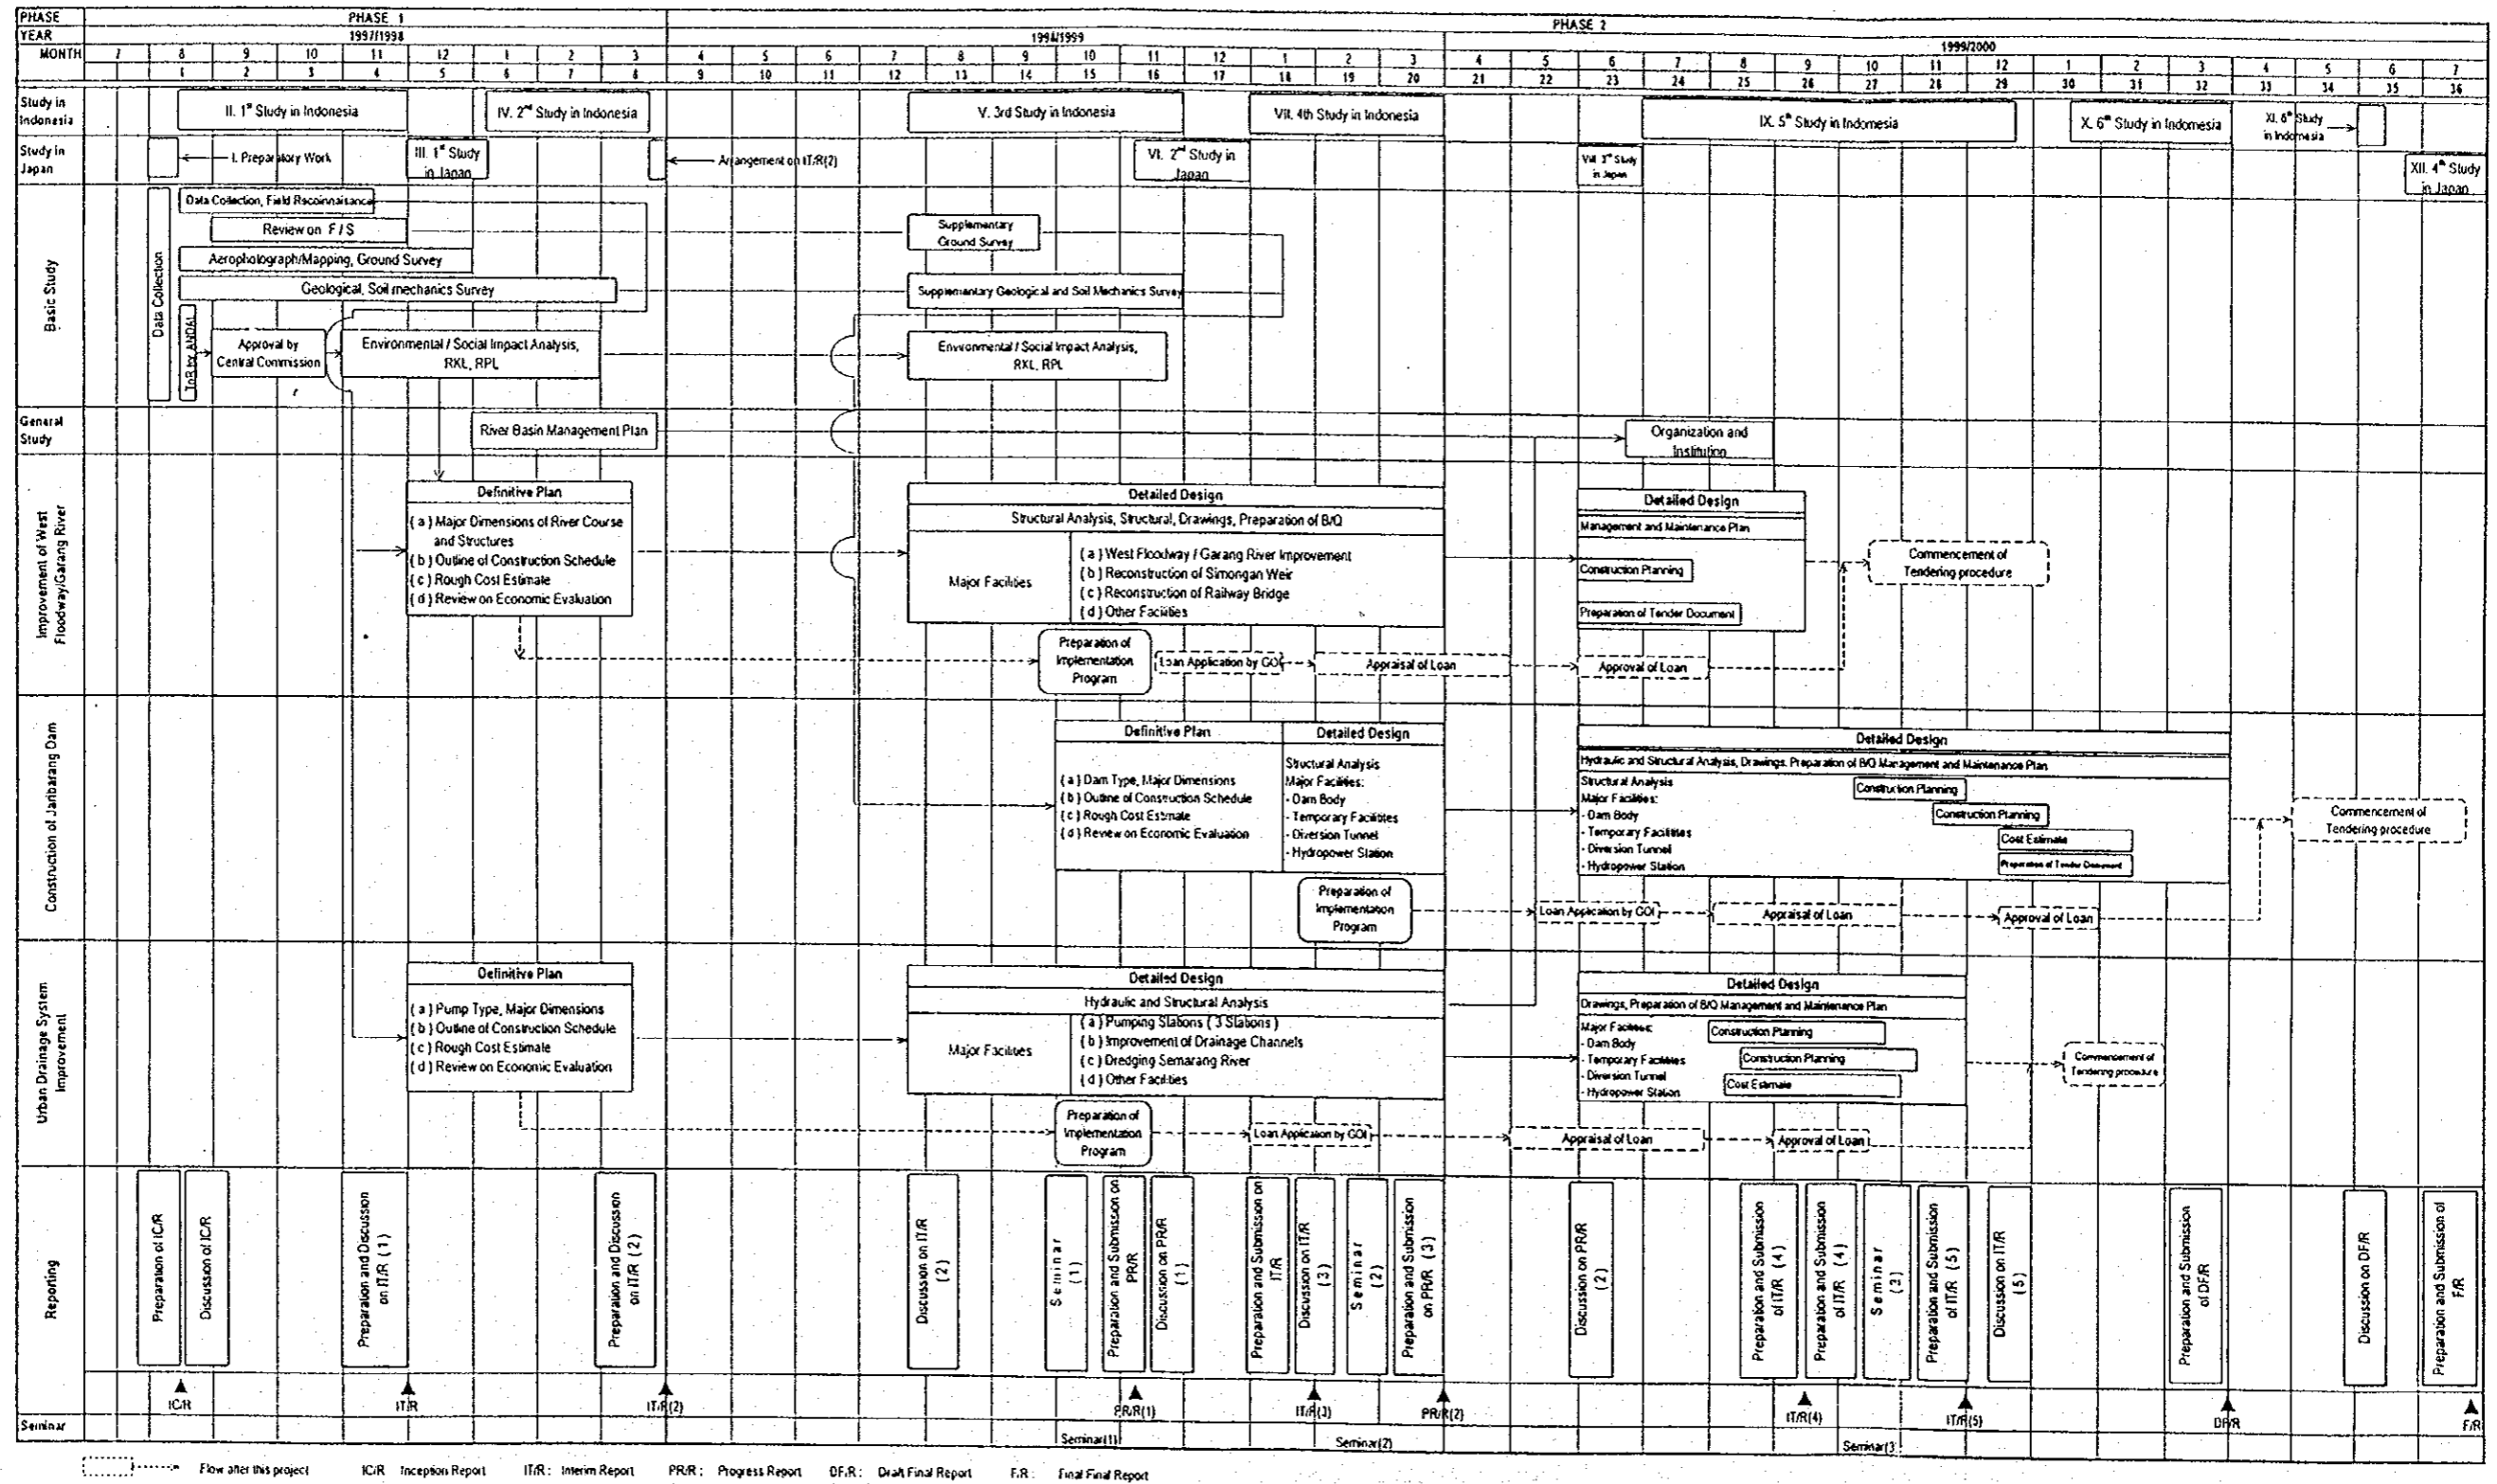 PHASE
PHASE 1
PHASE 2
YEAR
1997/1998
1998/1999
1999/2000
MONTH
7 8 9 10 11 12 1 2 3 4 5 6 7 8 9 10 11 12 1 2 3 4 5 6 7 8 9 10 11 12 1 2 3 4 5 6 7
1 2 3 4 5 6 7 8 9 10 11 12 13 14 15 16 17 18 19 20 21 22 23 24 25 26 27 28 29 30 31 32 33 34 35 36
Study in
Indonesia
II. 1st Study in Indonesia
IV. 2nd Study in Indonesia
V. 3rd Study in Indonesia
VII. 4th Study in Indonesia
IX. 5th Study in Indomesia
X. 6th Study in Indomesia
XI. 6th Study
in Indomesia
Study in
Japan
I. Preparatory Work
III. 1st Study
in Japan
Arrangement on IT/R(2)
VI. 2nd Study in
Japan
VIII. 3rd Study
in Japan
XII. 4th Study
in Japan
Basic Study
Data Collection
Data Collection, Field Recoinnaisance
Review on F/S
Aerophotograph/Mapping, Ground Survey
Geological, Soil mechanics Survey
ToR by ANDAL
Approval by
Central Commission
Environmental / Social Impact Analysis,
RKL, RPL
Supplementary
Ground Survey
Supplementary Geological and Soil Mechanics Survey
Environmental / Social Impact Analysis,
RKL, RPL
General
Study
River Basin Management Plan
Organization and
Institution
Improvement of West
Floodway/Garang River
Definitive Plan
(a) Major Dimensions of River Course
and Structures
(b) Outline of Construction Schedule
(c) Rough Cost Estimate
(d) Review on Economic Evaluation
Detailed Design
Structural Analysis, Structural, Drawings, Preparation of B/Q
Major Facilities
(a) West Floodway / Garang River Improvement
(b) Reconstruction of Simongan Weir
(c) Reconstruction of Railway Bridge
(d) Other Facilities
Detailed Design
Management and Maintenance Plan
Construction Planning
Preparation of Tender Document
Commencement of
Tendering procedure
Preparation of
Implementation
Program
Loan Application by GOI
Appraisal of Loan
Approval of Loan
Construction of Jatibarang Dam
Definitive Plan
(a) Dam Type, Major Dimensions
(b) Outline of Construction Schedule
(c) Rough Cost Estimate
(d) Review on Economic Evaluation
Detailed Design
Structural Analysis
Major Facilities:
- Dam Body
- Temporary Facilities
- Diversion Tunnel
- Hydropower Station
Detailed Design
Hydraulic and Structural Analysis, Drawings, Preparation of B/Q Management and Maintenance Plan
Structural Analysis
Major Facilities:
- Dam Body
- Temporary Facilities
- Diversion Tunnel
- Hydropower Station
Construction Planning
Construction Planning
Cost Estimate
Preparation of Tender Document
Commencement of
Tendering procedure
Preparation of
Implementation
Program
Loan Application by GOI
Appraisal of Loan
Approval of Loan
Urban Drainage System
Improvement
Definitive Plan
(a) Pump Type, Major Dimensions
(b) Outline of Construction Schedule
(c) Rough Cost Estimate
(d) Review on Economic Evaluation
Detailed Design
Hydraulic and Structural Analysis
Major Facilities
(a) Pumping Stations (3 Stations)
(b) Improvement of Drainage Channels
(c) Dredging Semarang River
(d) Other Facilities
Detailed Design
Drawings, Preparation of B/Q Management and Maintenance Plan
Major Facilities:
- Dam Body
- Temporary Facilities
- Diversion Tunnel
- Hydropower Station
Construction Planning
Construction Planning
Cost Estimate
Commencement of
Tendering procedure
Preparation of
Implementation
Program
Loan Application by GOI
Appraisal of Loan
Approval of Loan
Reporting
Preparation of IC/R
Discussion of IC/R
Preparation and Discussion
on IT/R (1)
Preparation and Discussion
on IT/R (2)
Discussion on IT/R
(2)
Seminar
(1)
Preparation and Submission on
PR/R
Discussion on PR/R
(1)
Preparation and Submission on
IT/R
Discussion on IT/R
(3)
Seminar
(2)
Preparation and Submission
on PR/R (3)
Discussion on PR/R
(2)
Preparation and Submission
of IT/R (4)
Preparation and Submission
of IT/R (4)
Seminar
(3)
Preparation and Submission
of IT/R (5)
Discussion on IT/R
(5)
Preparation and Submission
of DF/R
Discussion on DF/R
Preparation and Submission of
F/R
IC/R
IT/R
IT/R(2)
PR/R(1)
IT/R(3)
PR/R(2)
IT/R(4)
IT/R(5)
DF/R
F/R
Seminar
Seminar(1)
Seminar(2)
Seminar(3
Flow after this project
IC/R Inception Report
IT/R: Interim Report
PR/R: Progress Report
DF/R: Draft Final Report
F/R: Final Final Report